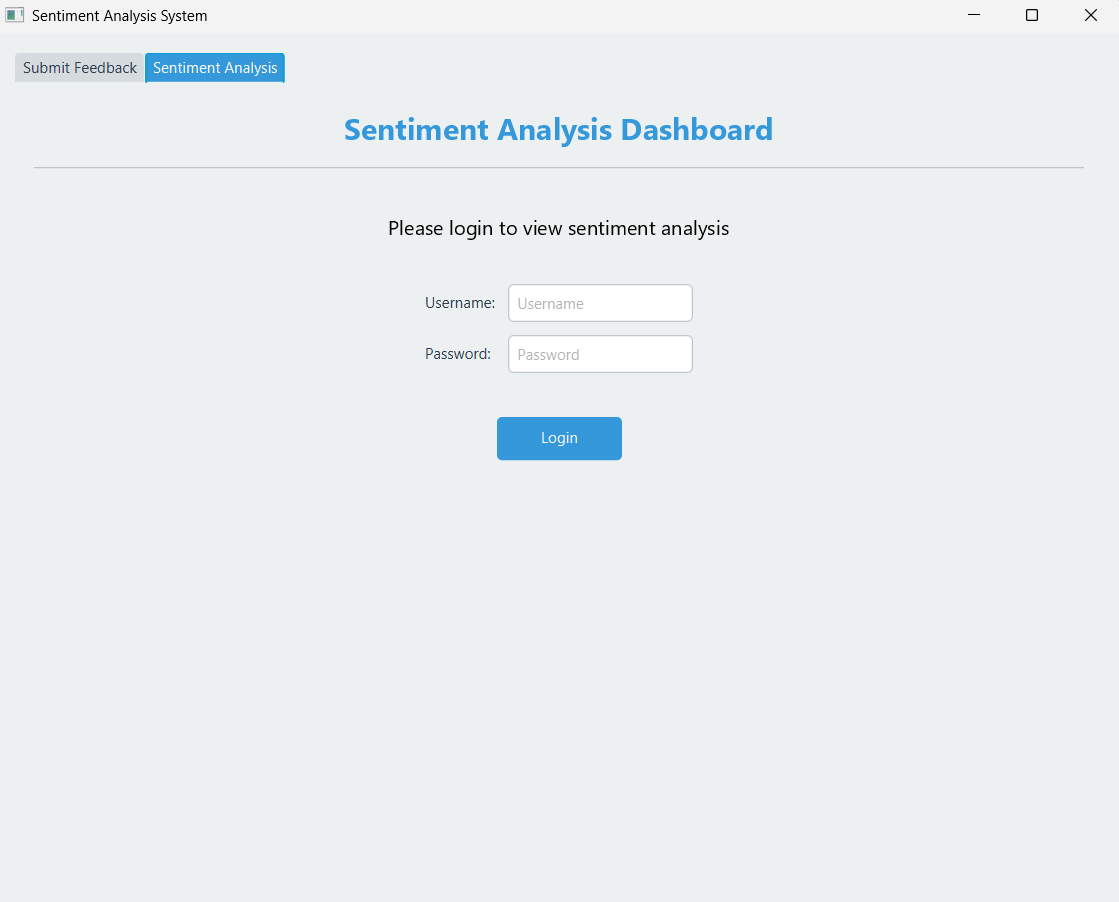 Sentiment Analysis System
Submit Feedback Sentiment Analysis
Sentiment Analysis Dashboard
Please login to view sentiment analysis
Username: Username
Password: Password
Login